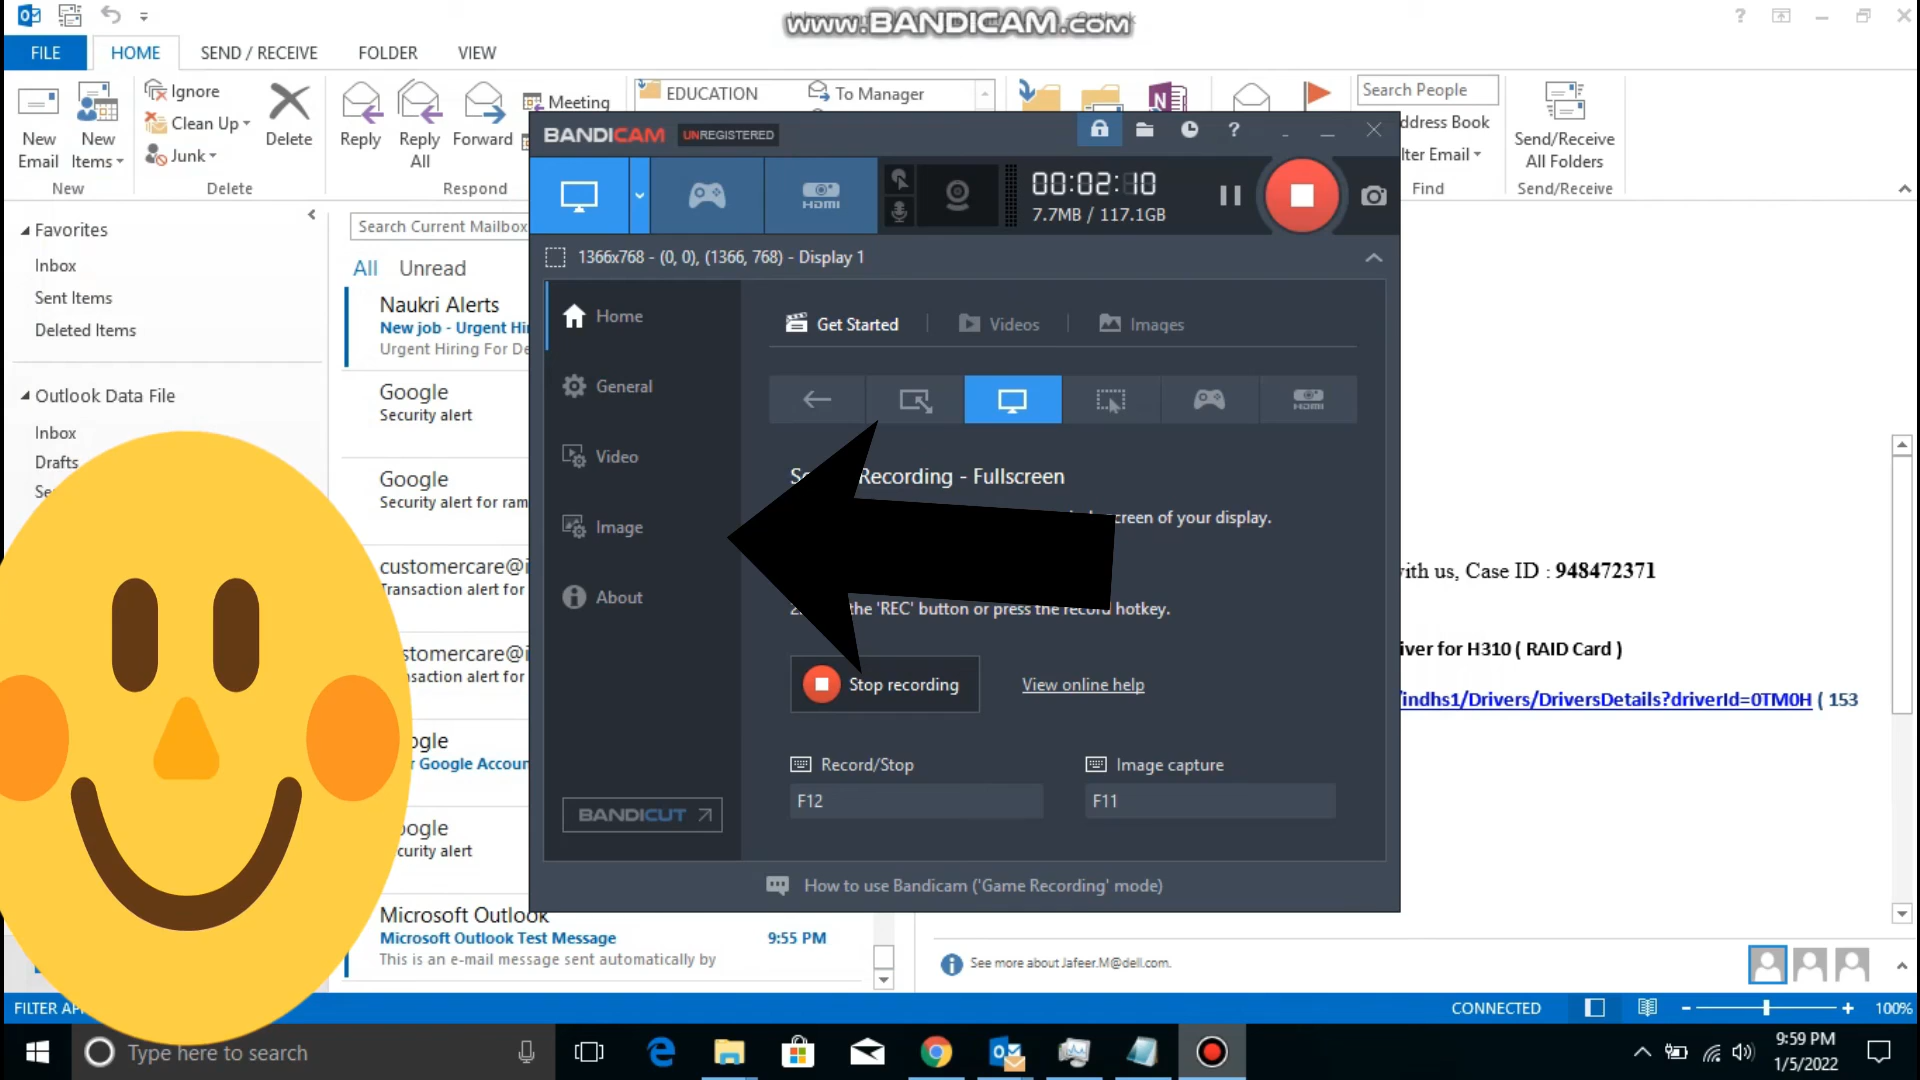 www.BANDICAM.com
FILE HOME SEND / RECEIVE FOLDER VIEW
New Email
New Items
Ignore
Clean Up
Junk
Delete
Reply
Reply All
Forward
Meeting
EDUCATION
To Manager
Search People
ddress Book
lter Email
Send/Receive All Folders
New Delete Respond Find Send/Receive
BANDICAM UNREGISTERED
HDMI
00:02:10
7.7MB / 117.1GB
1366x768 - (0, 0), (1366, 768) - Display 1
Home
General
Video
Image
About
BANDICUT
Get Started Videos Images
HDMI
Recording - Fullscreen
creen of your display.
the 'REC' button or press the record hotkey.
Stop recording View online help
Record/Stop Image capture
F12 F11
How to use Bandicam ('Game Recording' mode)
Favorites
Inbox
Sent Items
Deleted Items
Outlook Data File
Inbox
Drafts
Se
Search Current Mailbox
All Unread
Naukri Alerts
New job - Urgent Hi
Urgent Hiring For De
Google
Security alert
Google
Security alert for ram
customercare@i
Transaction alert for
stomercare@i
nsaction alert for
ogle
r Google Accoun
oogle
curity alert
Microsoft Outlook
Microsoft Outlook Test Message 9:55 PM
This is an e-mail message sent automatically by
ith us, Case ID : 948472371
iver for H310 ( RAID Card )
/indhs1/Drivers/DriversDetails?driverId=0TM0H ( 153
See more about Jafeer.M@dell.com.
FILTER AP
CONNECTED 100%
Type here to search
9:59 PM
1/5/2022